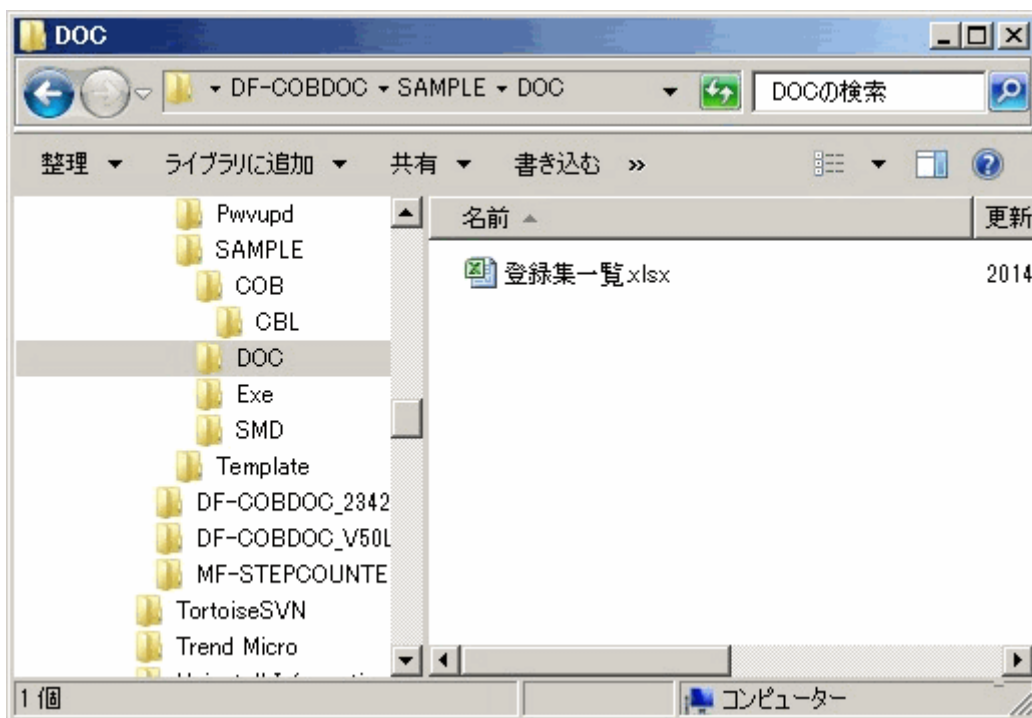 DOC
DF-COBDOC SAMPLE DOC DOCの検索
整理 ライブラリに追加 共有 書き込む »
名前 更新
Pwvupd
SAMPLE
COB
CBL
DOC
Exe
SMD
Template
DF-COBDOC_2342
DF-COBDOC_V50L
MF-STEPCOUNTE
TortoiseSVN
Trend Micro
登録集一覧.xlsx 2014
1 個 コンピューター